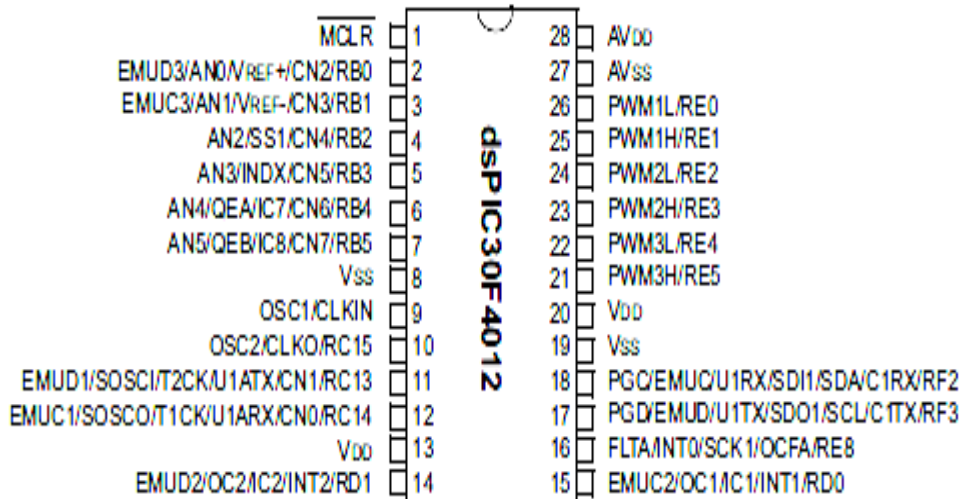 MCLR 1 28 AVDD
EMUD3/AN0/VREF+/CN2/RB0 2 27 AVSS
EMUC3/AN1/VREF-/CN3/RB1 3 26 PWM1L/RE0
AN2/SS1/CN4/RB2 4 25 PWM1H/RE1
AN3/INDX/CN5/RB3 5 24 PWM2L/RE2
AN4/QEA/IC7/CN6/RB4 6 23 PWM2H/RE3
AN5/QEB/IC8/CN7/RB5 7 22 PWM3L/RE4
VSS 8 21 PWM3H/RE5
OSC1/CLKIN 9 20 VDD
OSC2/CLKO/RC15 10 19 VSS
EMUD1/SOSCI/T2CK/U1ATX/CN1/RC13 11 18 PGC/EMUC/U1RX/SDI1/SDA/C1RX/RF2
EMUC1/SOSCO/T1CK/U1ARX/CN0/RC14 12 17 PGD/EMUD/U1TX/SDO1/SCL/C1TX/RF3
VDD 13 16 FLTA/INT0/SCK1/OCFA/RE8
EMUD2/OC2/IC2/INT2/RD1 14 15 EMUC2/OC1/IC1/INT1/RD0
dsPIC30F4012